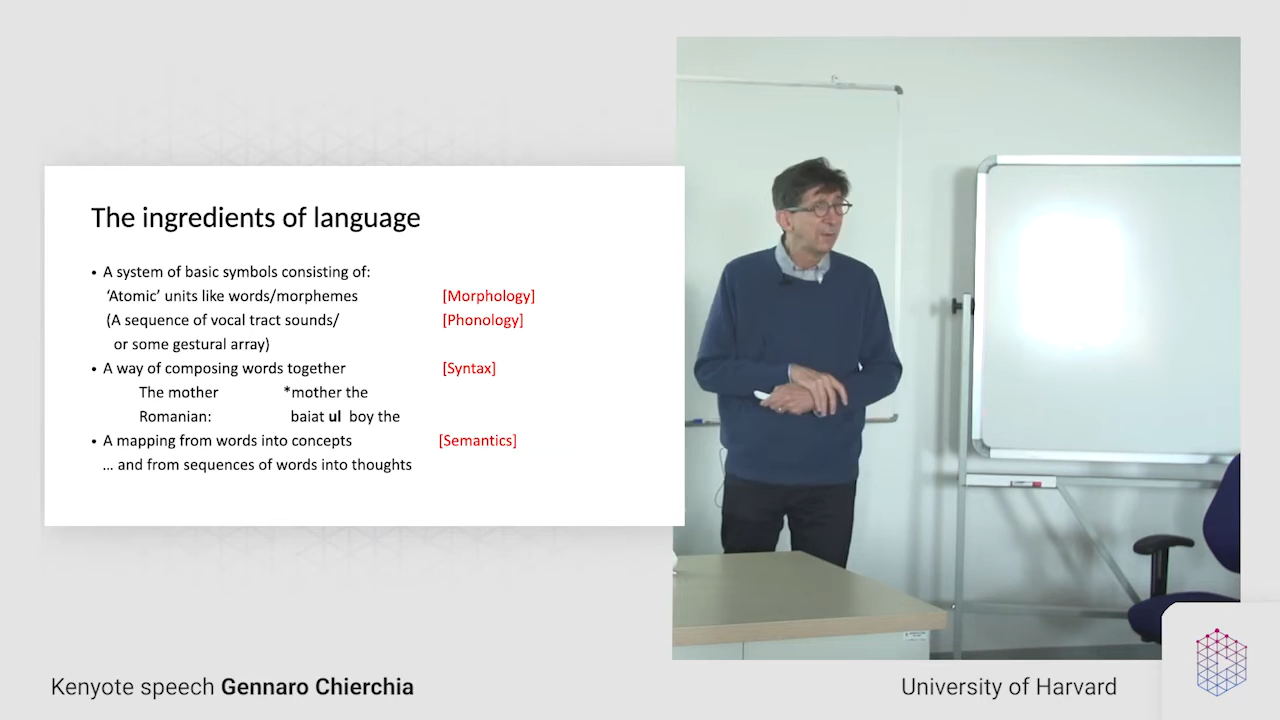 The ingredients of language
• A system of basic symbols consisting of:
‘Atomic’ units like words/morphemes [Morphology]
(A sequence of vocal tract sounds/ [Phonology]
or some gestural array)
• A way of composing words together [Syntax]
The mother *mother the
Romanian: baiat ul boy the
• A mapping from words into concepts [Semantics]
... and from sequences of words into thoughts
Kenyote speech Gennaro Chierchia
University of Harvard